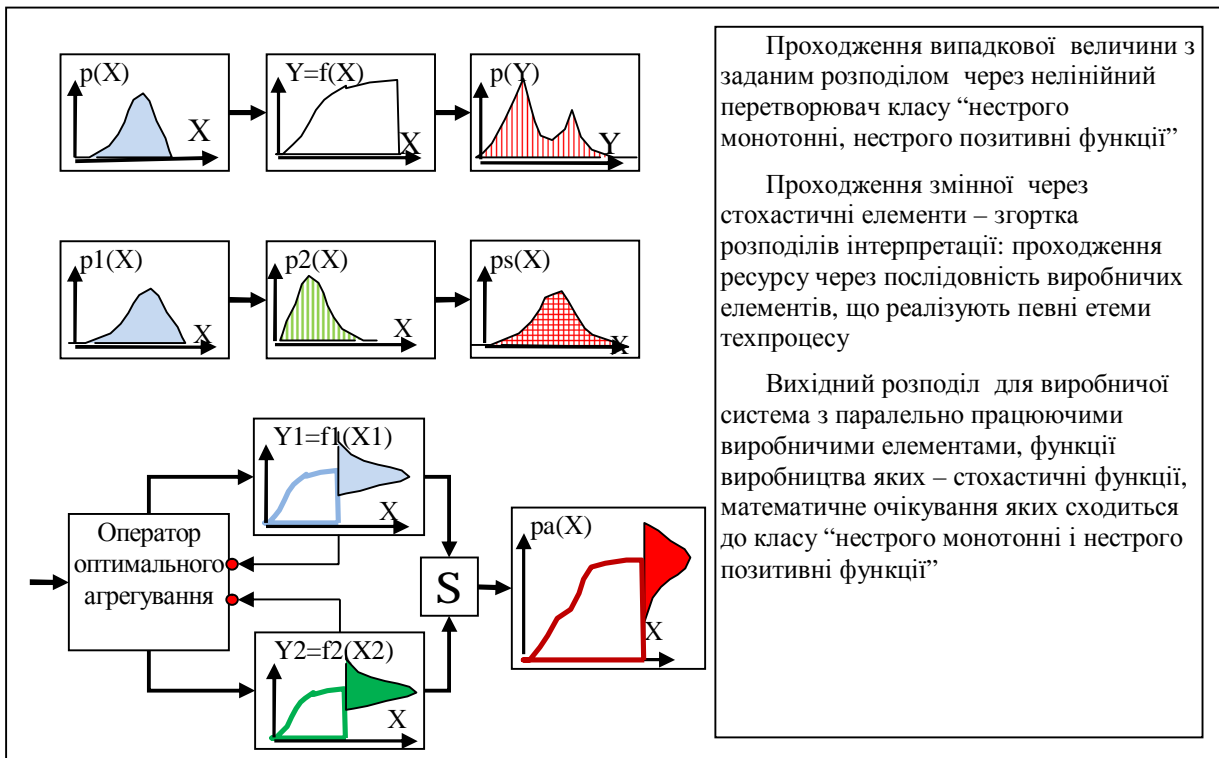 p(X)
X
Y=f(X)
X
p(Y)
Y
p1(X)
X
p2(X)
X
ps(X)
X
Y1=f1(X1)
X
Оператор
оптимального
агрегування
Y2=f2(X2)
X
S
pa(X)
X
Проходження випадкової величини з
заданим розподілом через нелінійний
перетворювач класу “нестрого
монотонні, нестрого позитивні функції”
Проходження змінної через
стохастичні елементи – згортка
розподілів інтерпретації: проходження
ресурсу через послідовність виробничих
елементів, що реалізують певні етеми
техпроцесу
Вихідний розподіл для виробничої
система з паралельно працюючими
виробничими елементами, функції
виробництва яких – стохастичні функції,
математичне очікування яких сходиться
до класу “нестрого монотонні і нестрого
позитивні функції”